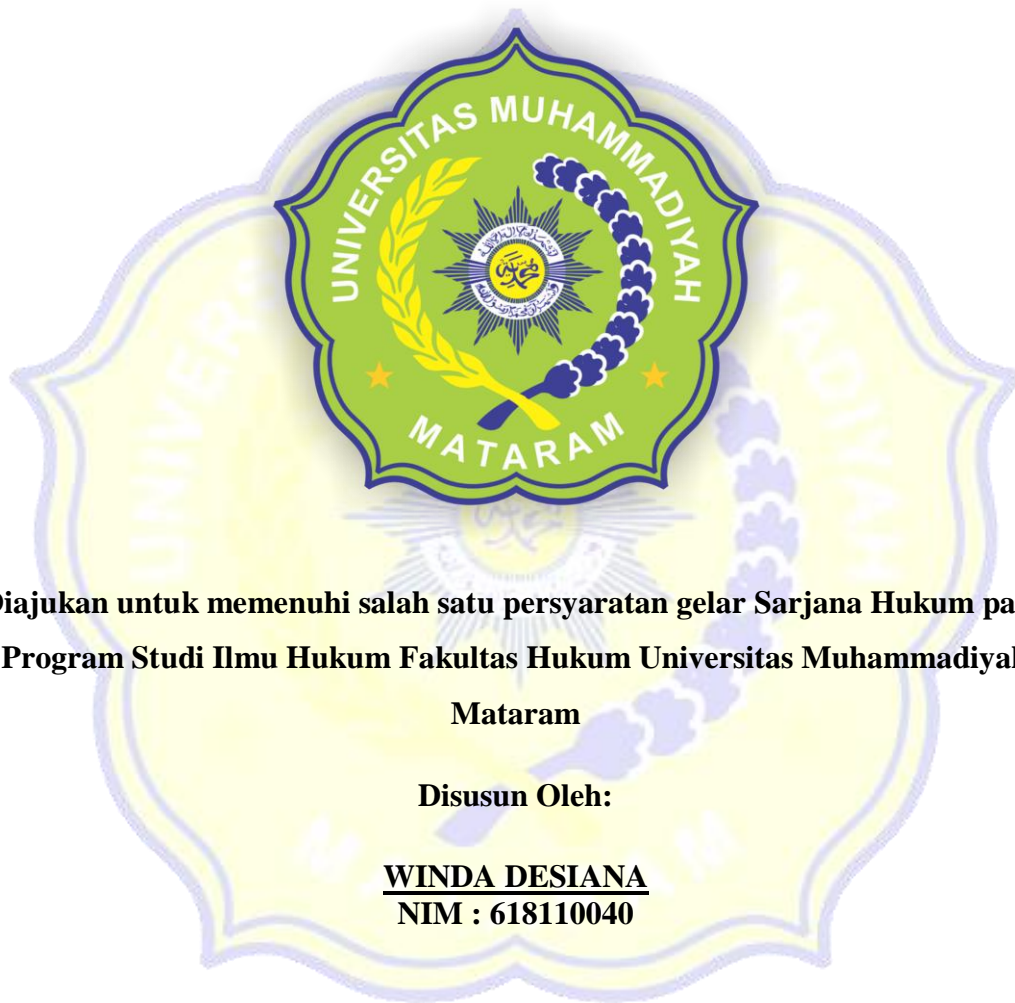 UNIVERSITAS MUHAMMADIYAH
MATARAM
Diajukan untuk memenuhi salah satu persyaratan gelar Sarjana Hukum pa
Program Studi Ilmu Hukum Fakultas Hukum Universitas Muhammadiyah
Mataram
Disusun Oleh:
WINDA DESIANA
NIM : 618110040